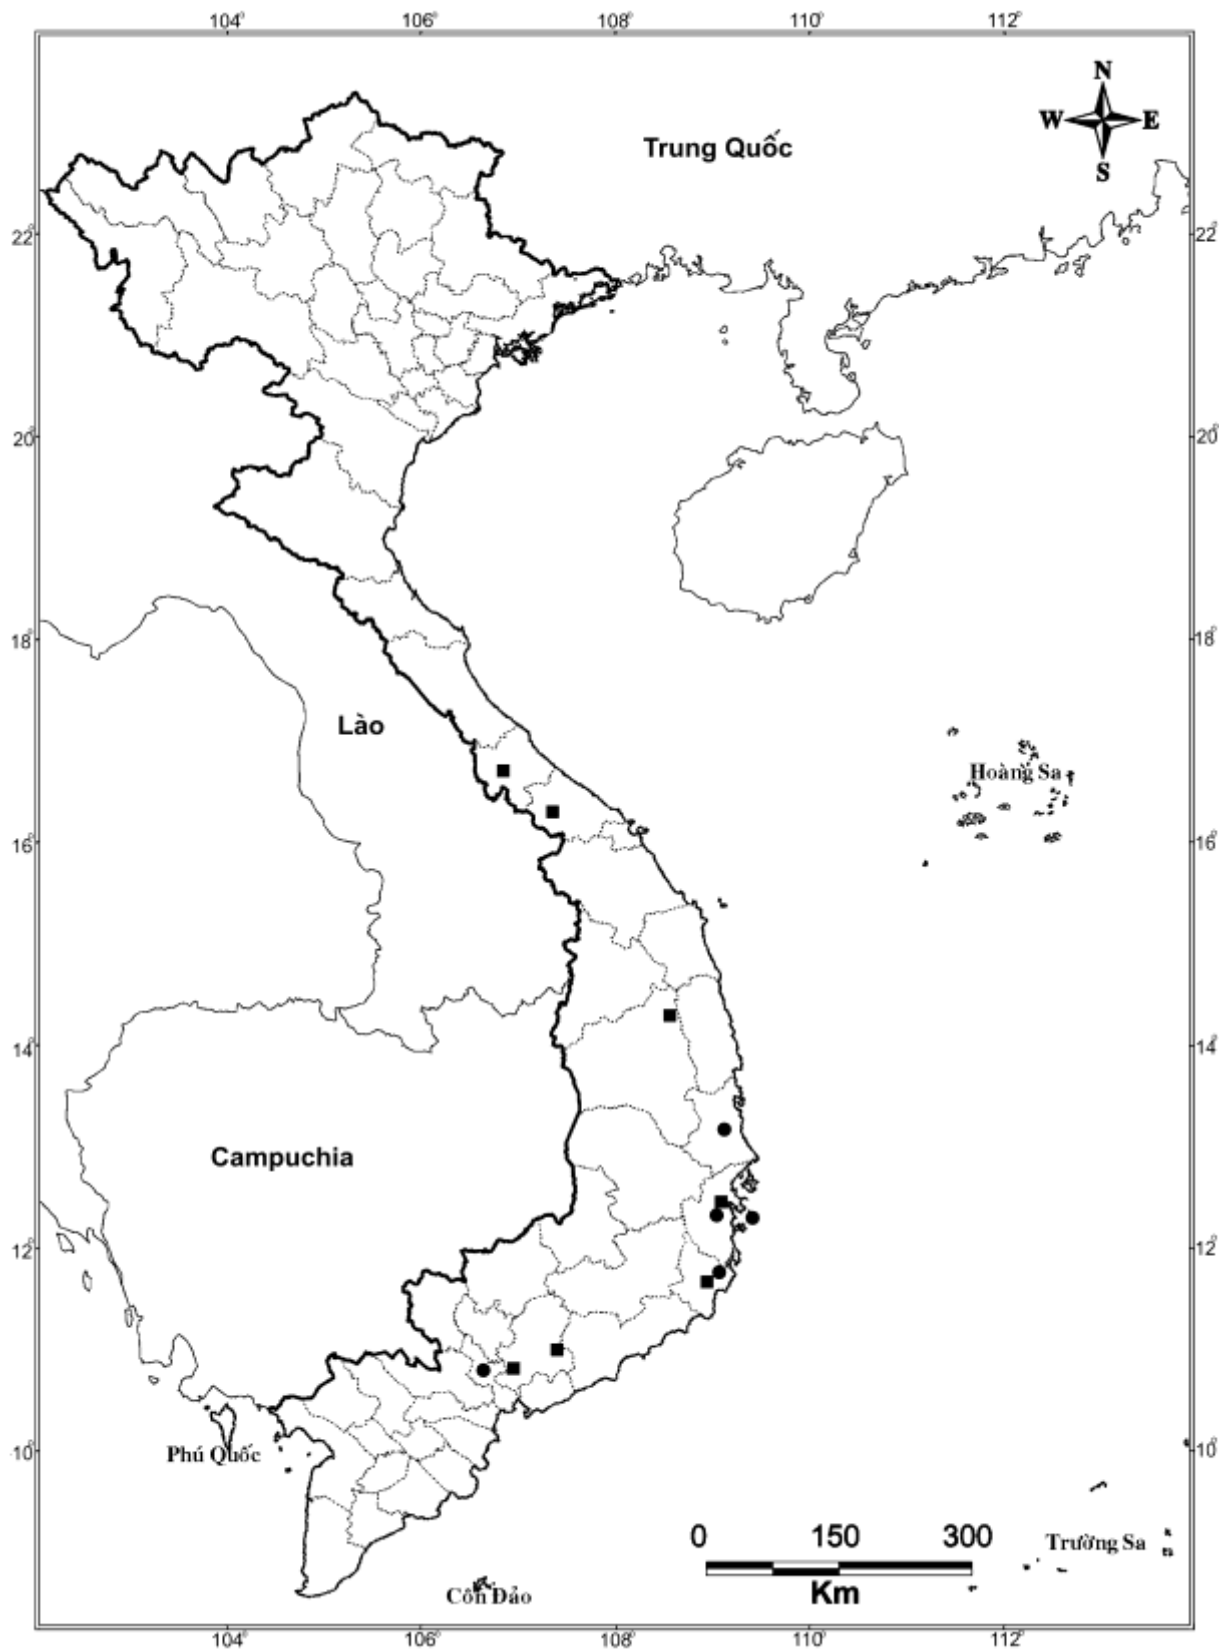 104° 106° 108° 110° 112°
N
W E
S
Trung Quốc
22° 22°
20° 20°
18° 18°
Lào
Hoàng Sa
16° 16°
14° 14°
Campuchia
12° 12°
Phú Quốc
10° 10°
0 150 300
Km
Trường Sa
Côn Đảo
104° 106° 108° 110° 112°